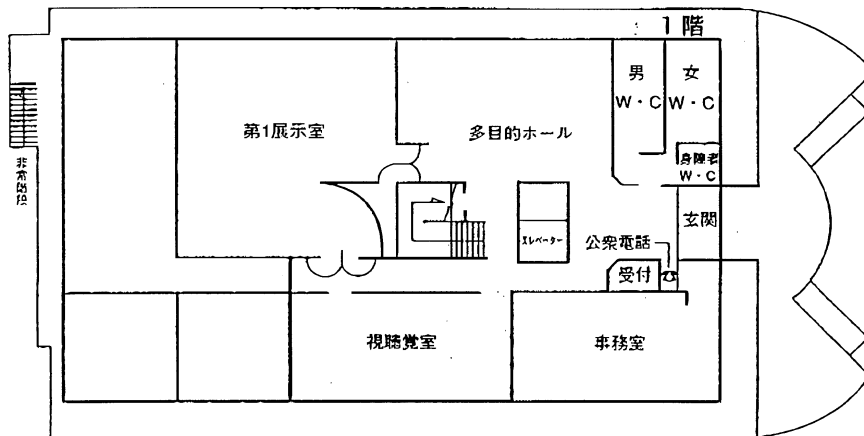 1階
男
W・C
女
W・C
第1展示室
多目的ホール
身障者
W・C
非常階段
玄関
エレベーター
公衆電話
受付
視聴覚室
事務室